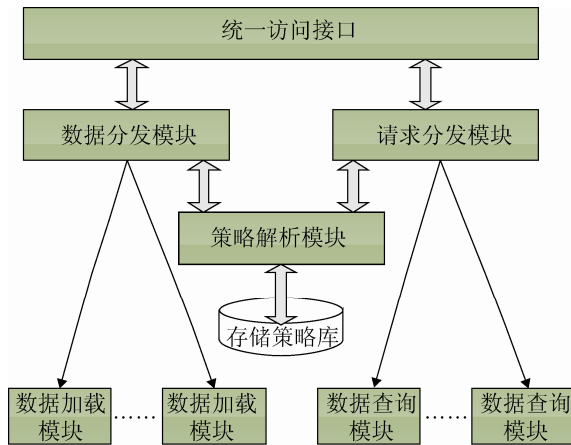 统一访问接口
数据分发模块
请求分发模块
策略解析模块
存储策略库
数据加载
模块
……
数据加载
模块
数据查询
模块
……
数据查询
模块